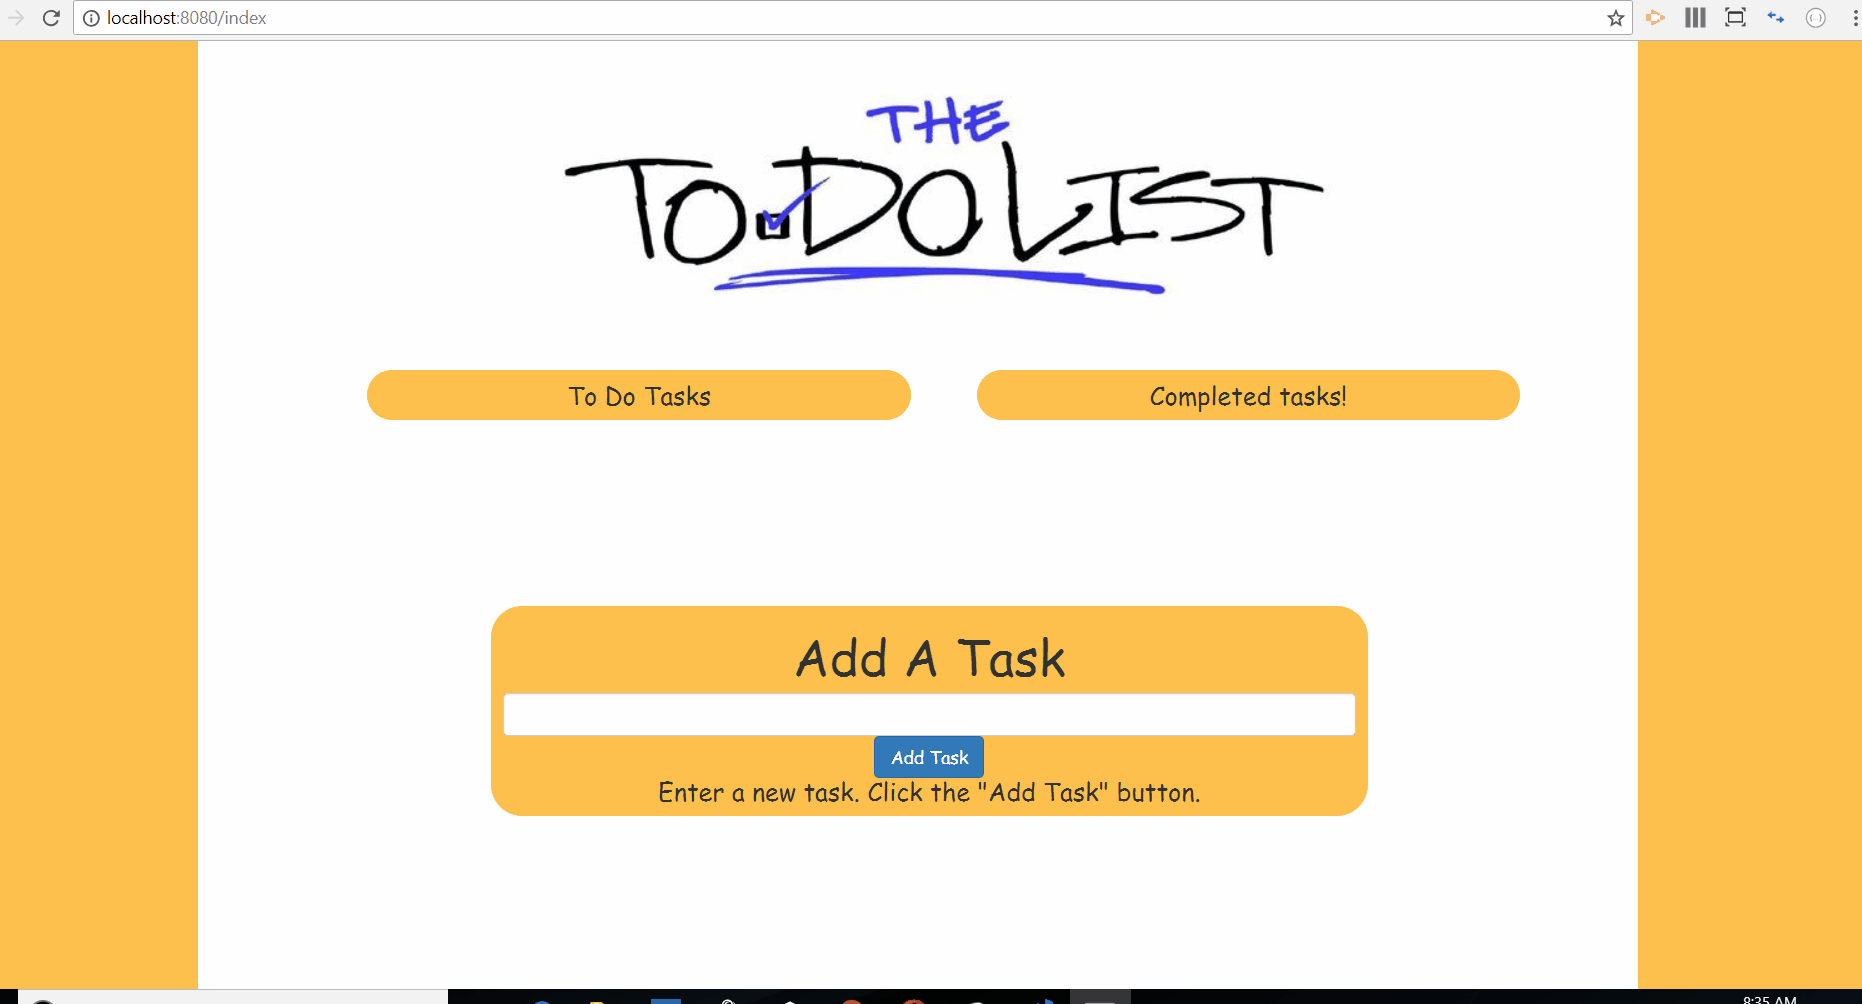 localhost:8080/index
THE
TO DO LIST
To Do Tasks
Completed tasks!
Add A Task
Add Task
Enter a new task. Click the "Add Task" button.
8:35 AM